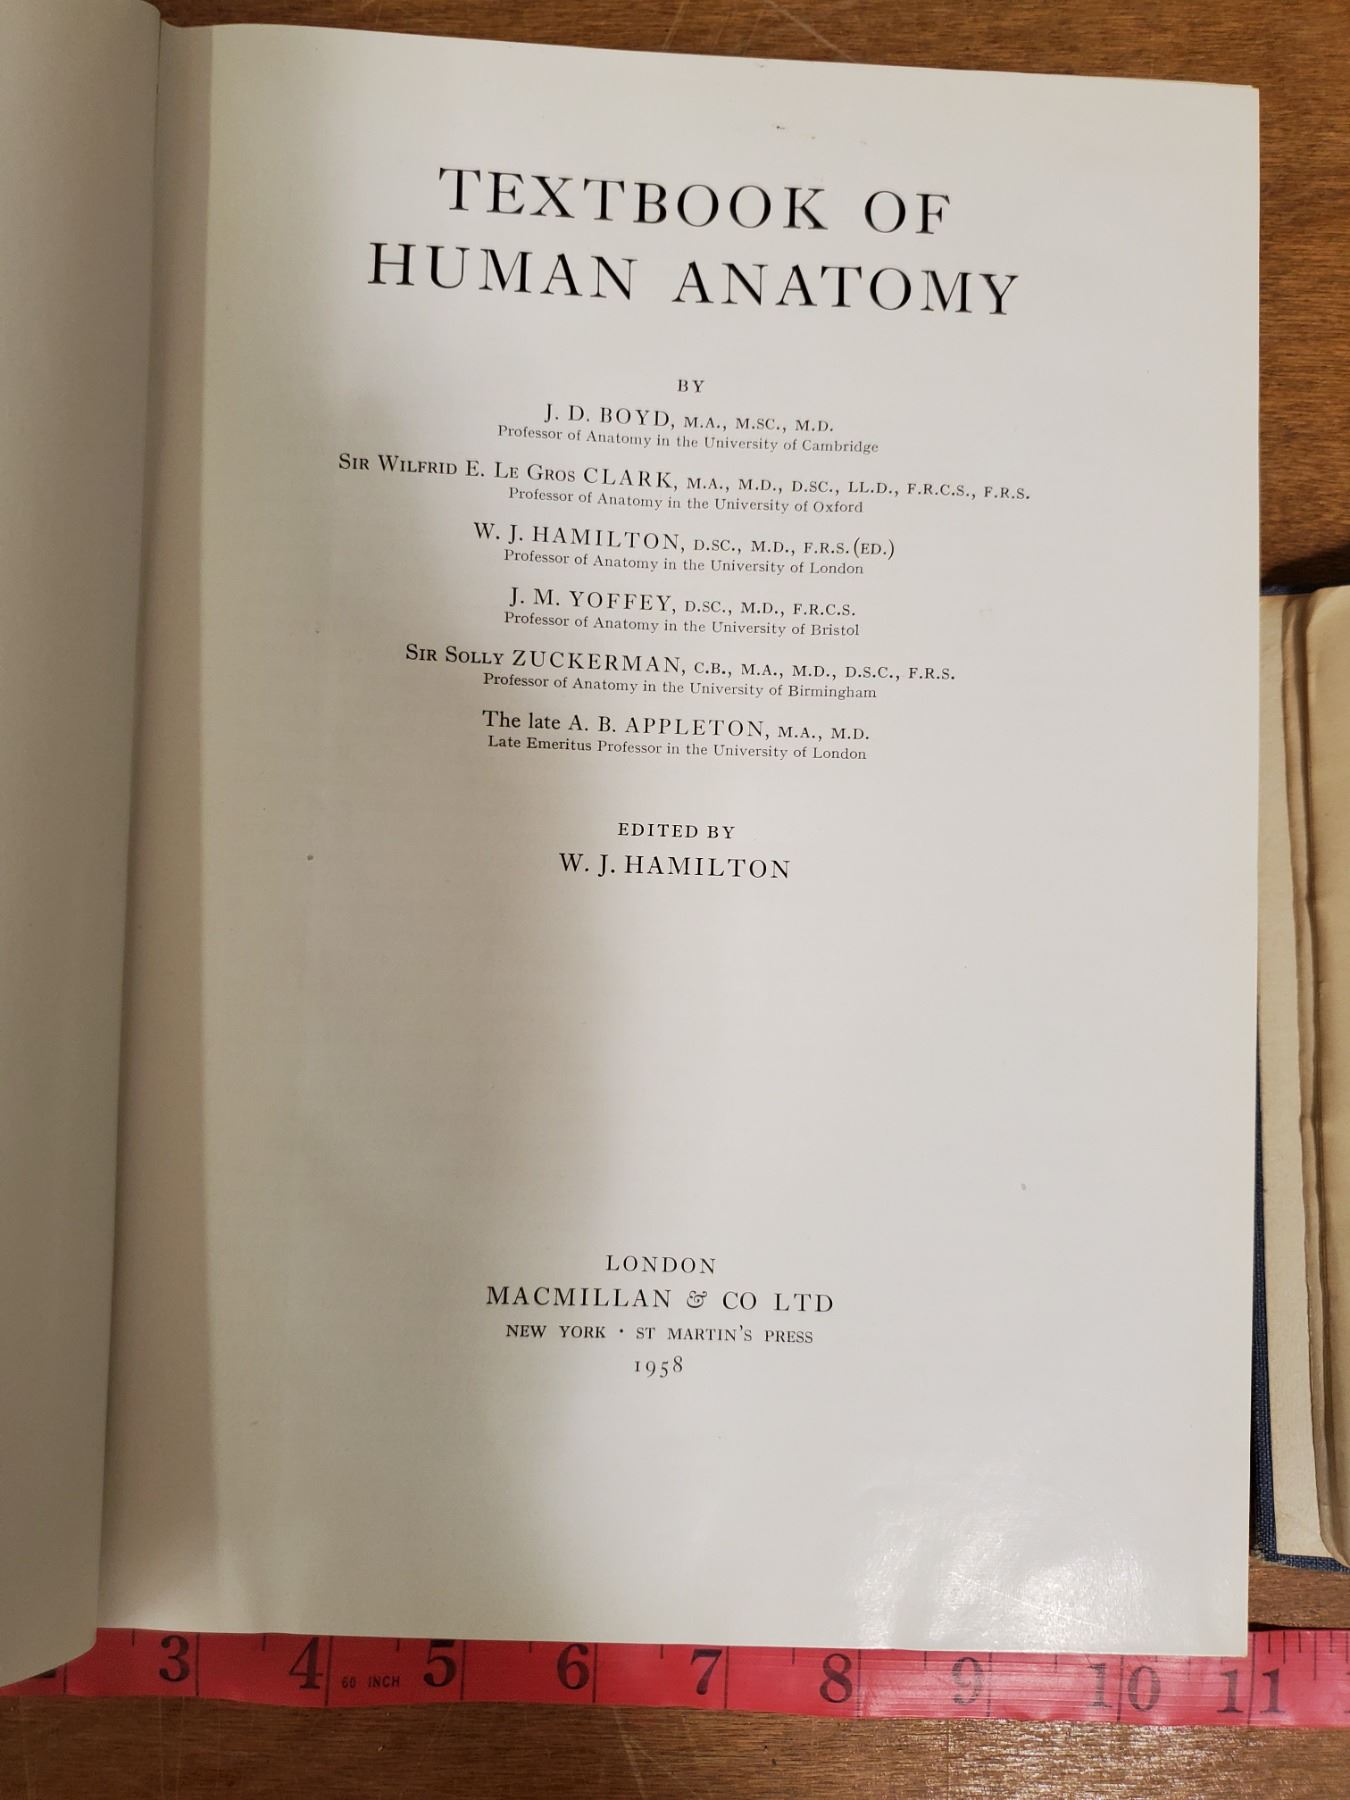 TEXTBOOK OF
HUMAN ANATOMY
BY
J. D. BOYD, M.A., M.SC., M.D.
Professor of Anatomy in the University of Cambridge
SIR WILFRID E. LE GROS CLARK, M.A., M.D., D.SC., LL.D., F.R.C.S., F.R.S.
Professor of Anatomy in the University of Oxford
W. J. HAMILTON, D.SC., M.D., F.R.S.(ED.)
Professor of Anatomy in the University of London
J. M. YOFFEY, D.SC., M.D., F.R.C.S.
Professor of Anatomy in the University of Bristol
SIR SOLLY ZUCKERMAN, C.B., M.A., M.D., D.S.C., F.R.S.
Professor of Anatomy in the University of Birmingham
The late A. B. APPLETON, M.A., M.D.
Late Emeritus Professor in the University of London
EDITED BY
W. J. HAMILTON
LONDON
MACMILLAN & CO LTD
NEW YORK · ST MARTIN'S PRESS
1958
3 4 60 INCH 5 6 7 8 9 10 11